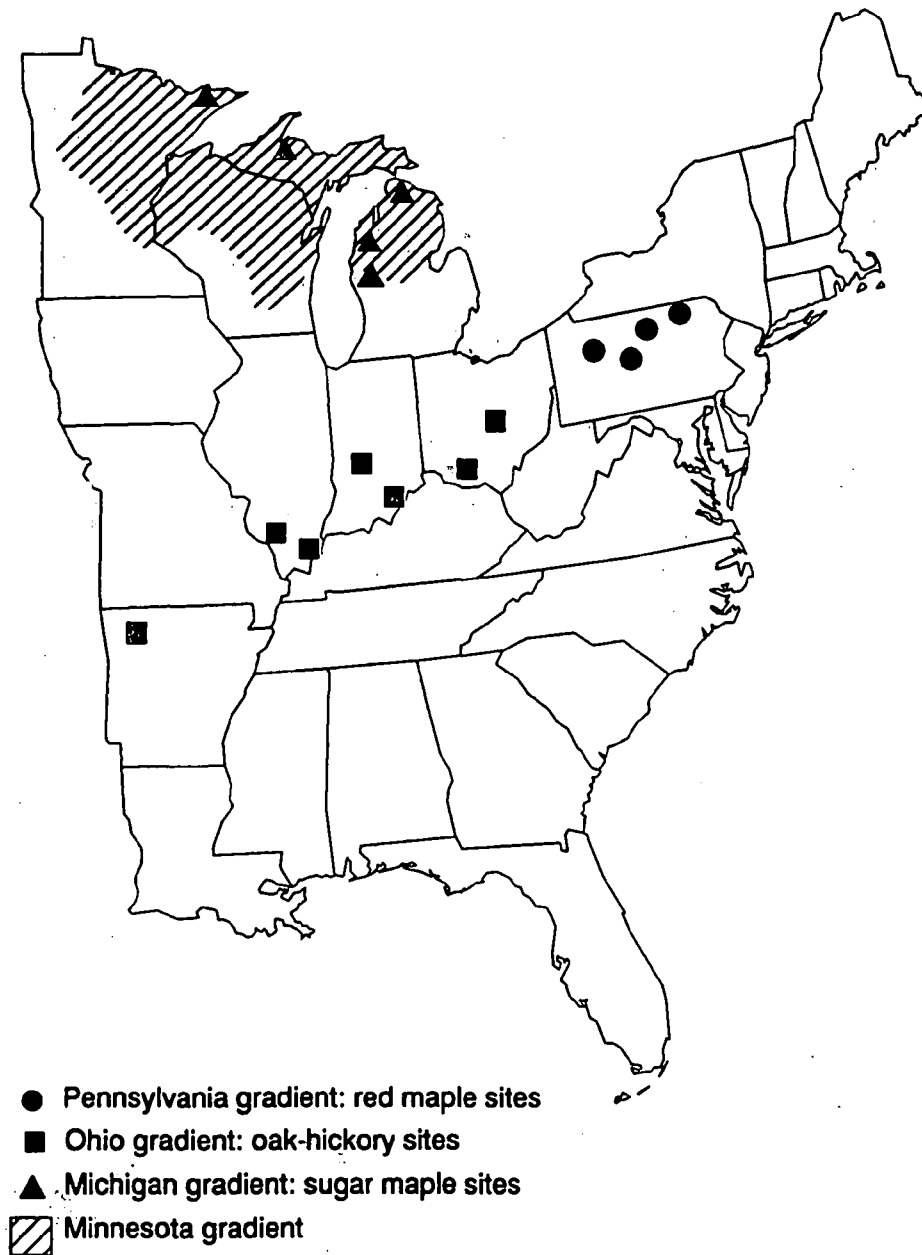 Pennsylvania gradient: red maple sites
Ohio gradient: oak-hickory sites
Michigan gradient: sugar maple sites
Minnesota gradient